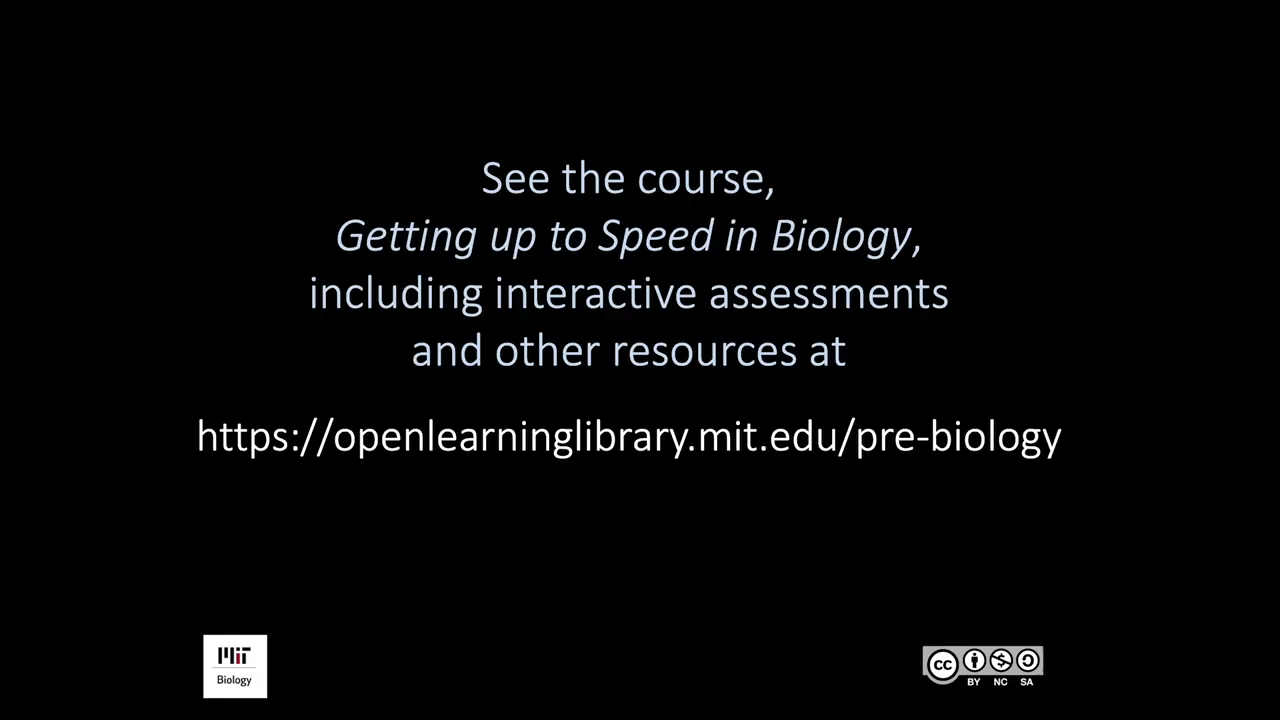 See the course,
Getting up to Speed in Biology,
including interactive assessments
and other resources at
https://openlearninglibrary.mit.edu/pre-biology
MIT
Biology
cc
BY NC SA